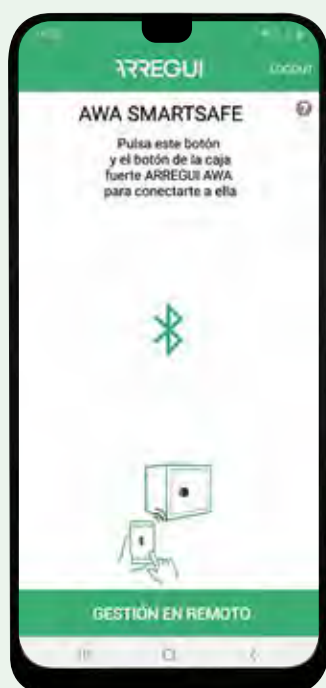 ARREGUI
LOGOUT
AWA SMARTSAFE
Pulsa este botón
y el botón de la caja
fuerte ARREGUI AWA
para conectarte a ella
GESTIÓN EN REMOTO